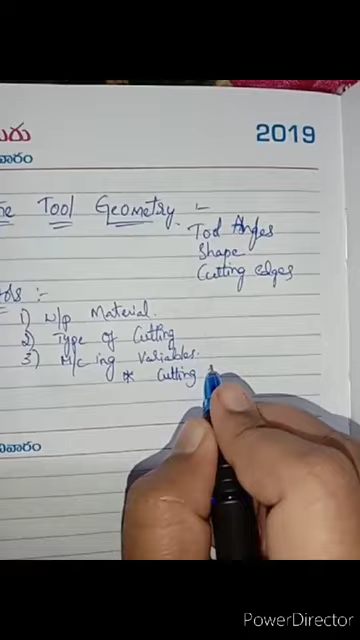 2019
Tool Geometry :-
Tool Angles
Shape
Cutting edges
:-
1) w/p Material.
2) Type of Cutting
3) M/c ing Variables.
* Cutting
PowerDirector